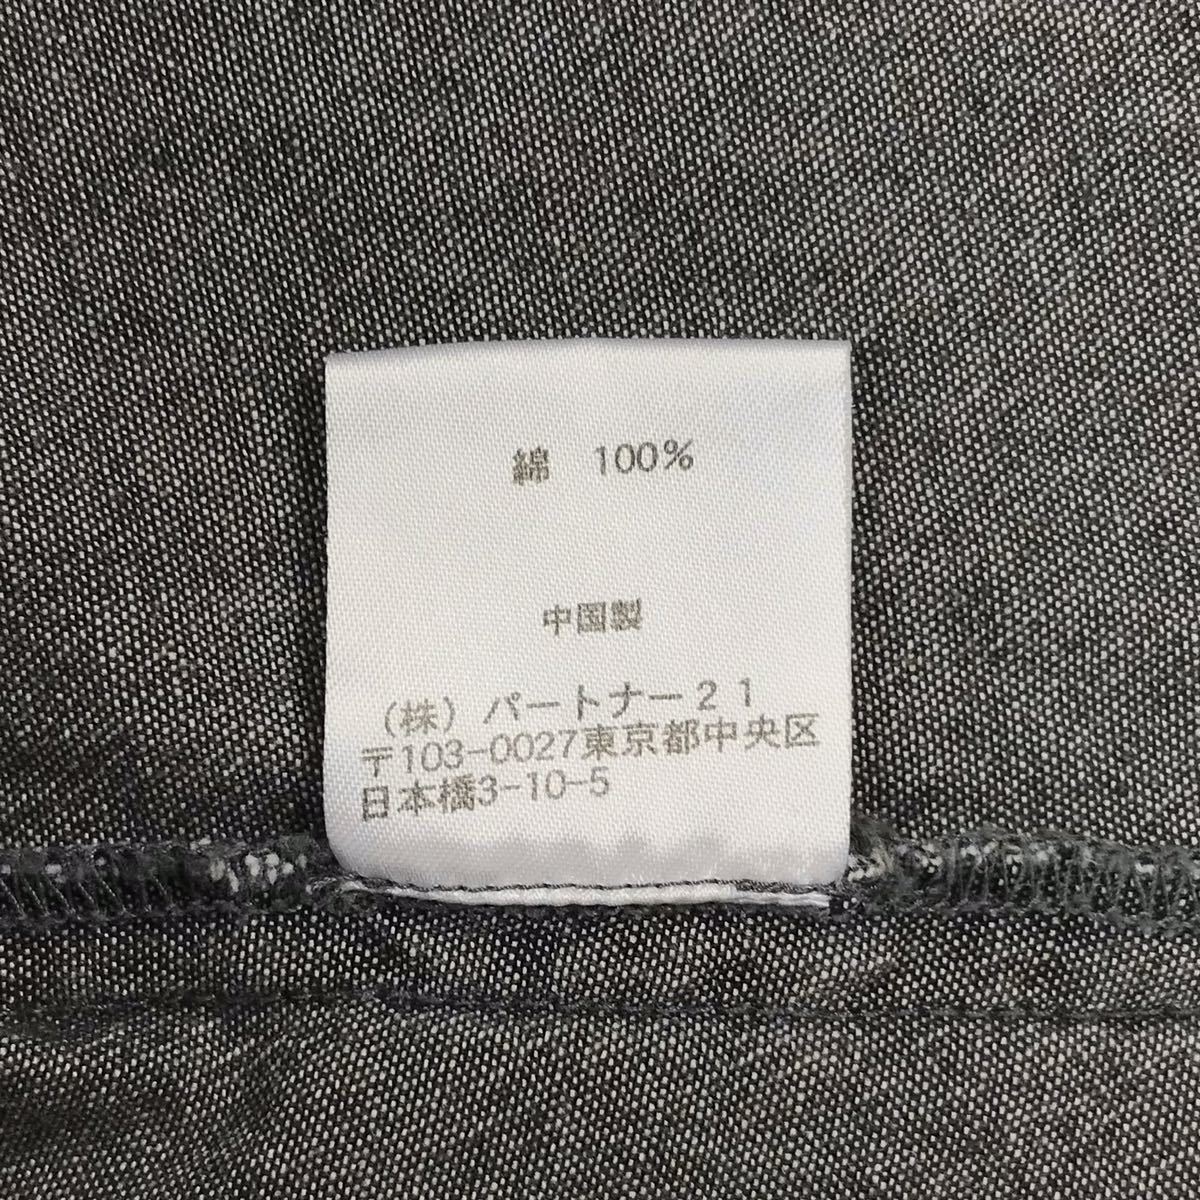 綿　100%
中国製
（株）パートナー２１
〒103-0027東京都中央区
日本橋3-10-5